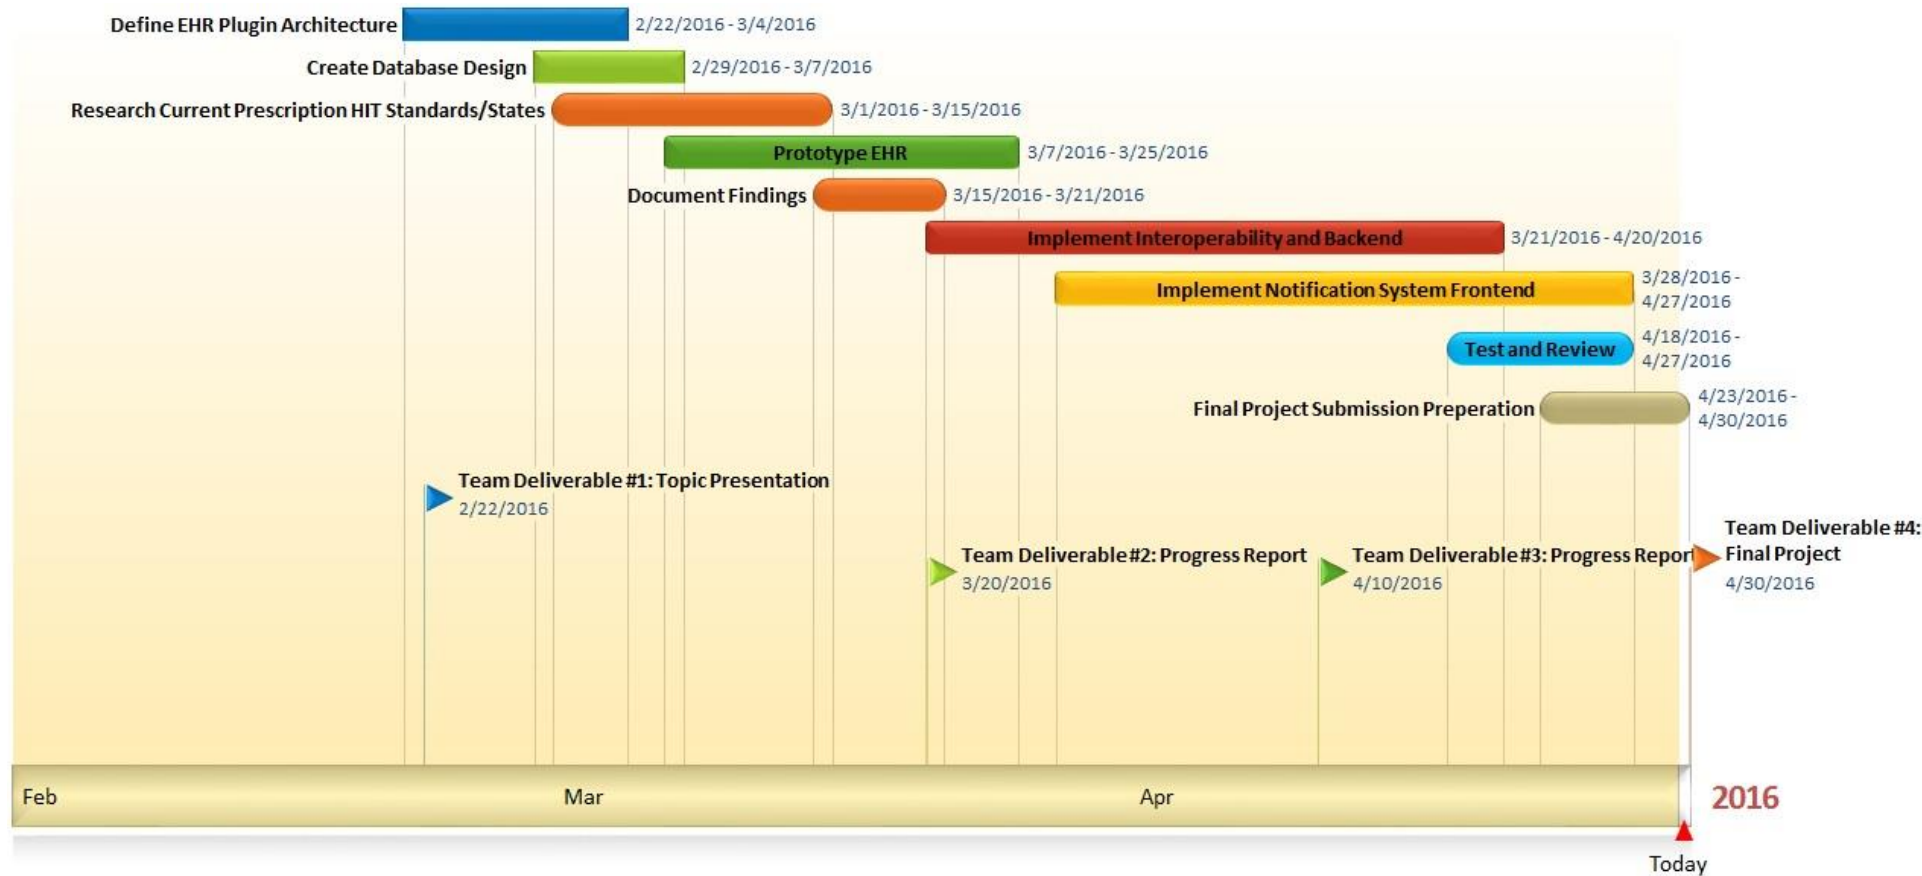 Define EHR Plugin Architecture
2/22/2016 - 3/4/2016
Create Database Design
2/29/2016 - 3/7/2016
Research Current Prescription HIT Standards/States
3/1/2016 - 3/15/2016
Prototype EHR
3/7/2016 - 3/25/2016
Document Findings
3/15/2016 - 3/21/2016
Implement Interoperability and Backend
3/21/2016 - 4/20/2016
Implement Notification System Frontend
3/28/2016 -
4/27/2016
Test and Review
4/18/2016 -
4/27/2016
Final Project Submission Preperation
4/23/2016 -
4/30/2016
Team Deliverable #1: Topic Presentation
2/22/2016
Team Deliverable #2: Progress Report
3/20/2016
Team Deliverable #3: Progress Report
4/10/2016
Team Deliverable #4:
Final Project
4/30/2016
Feb
Mar
Apr
2016
Today